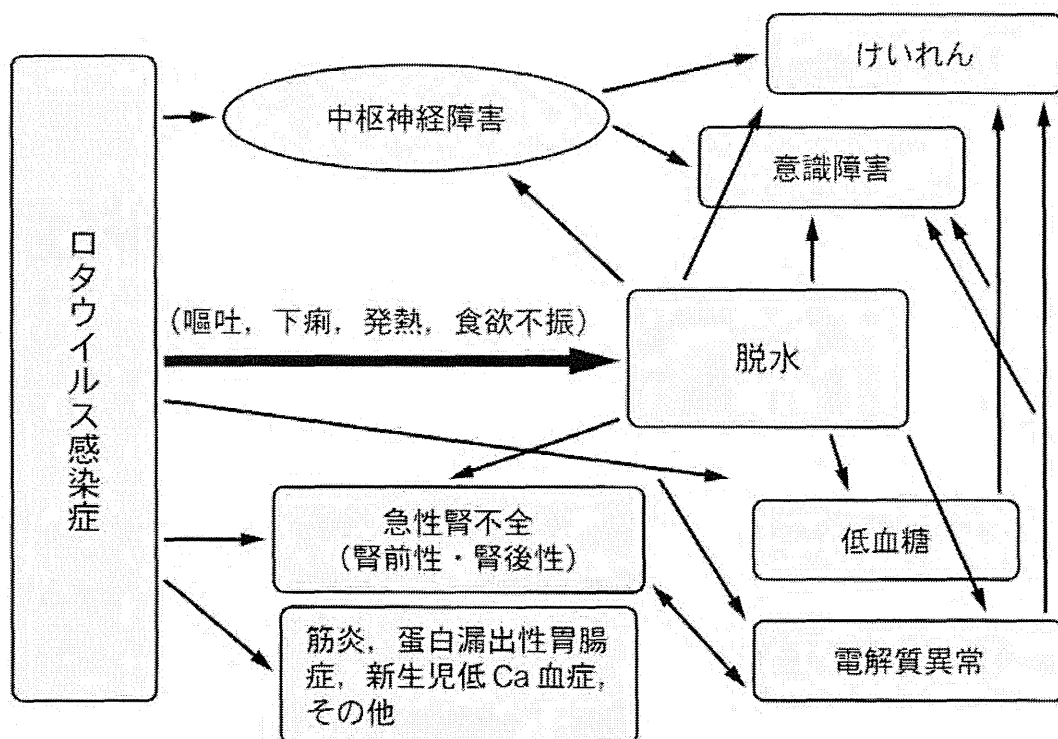 ロタウイルス感染症
中枢神経障害
けいれん
意識障害
(嘔吐,下痢,発熱,食欲不振)
脱水
急性腎不全
(腎前性・腎後性)
低血糖
筋炎,蛋白漏出性胃腸
症,新生児低Ca血症,
その他
電解質異常